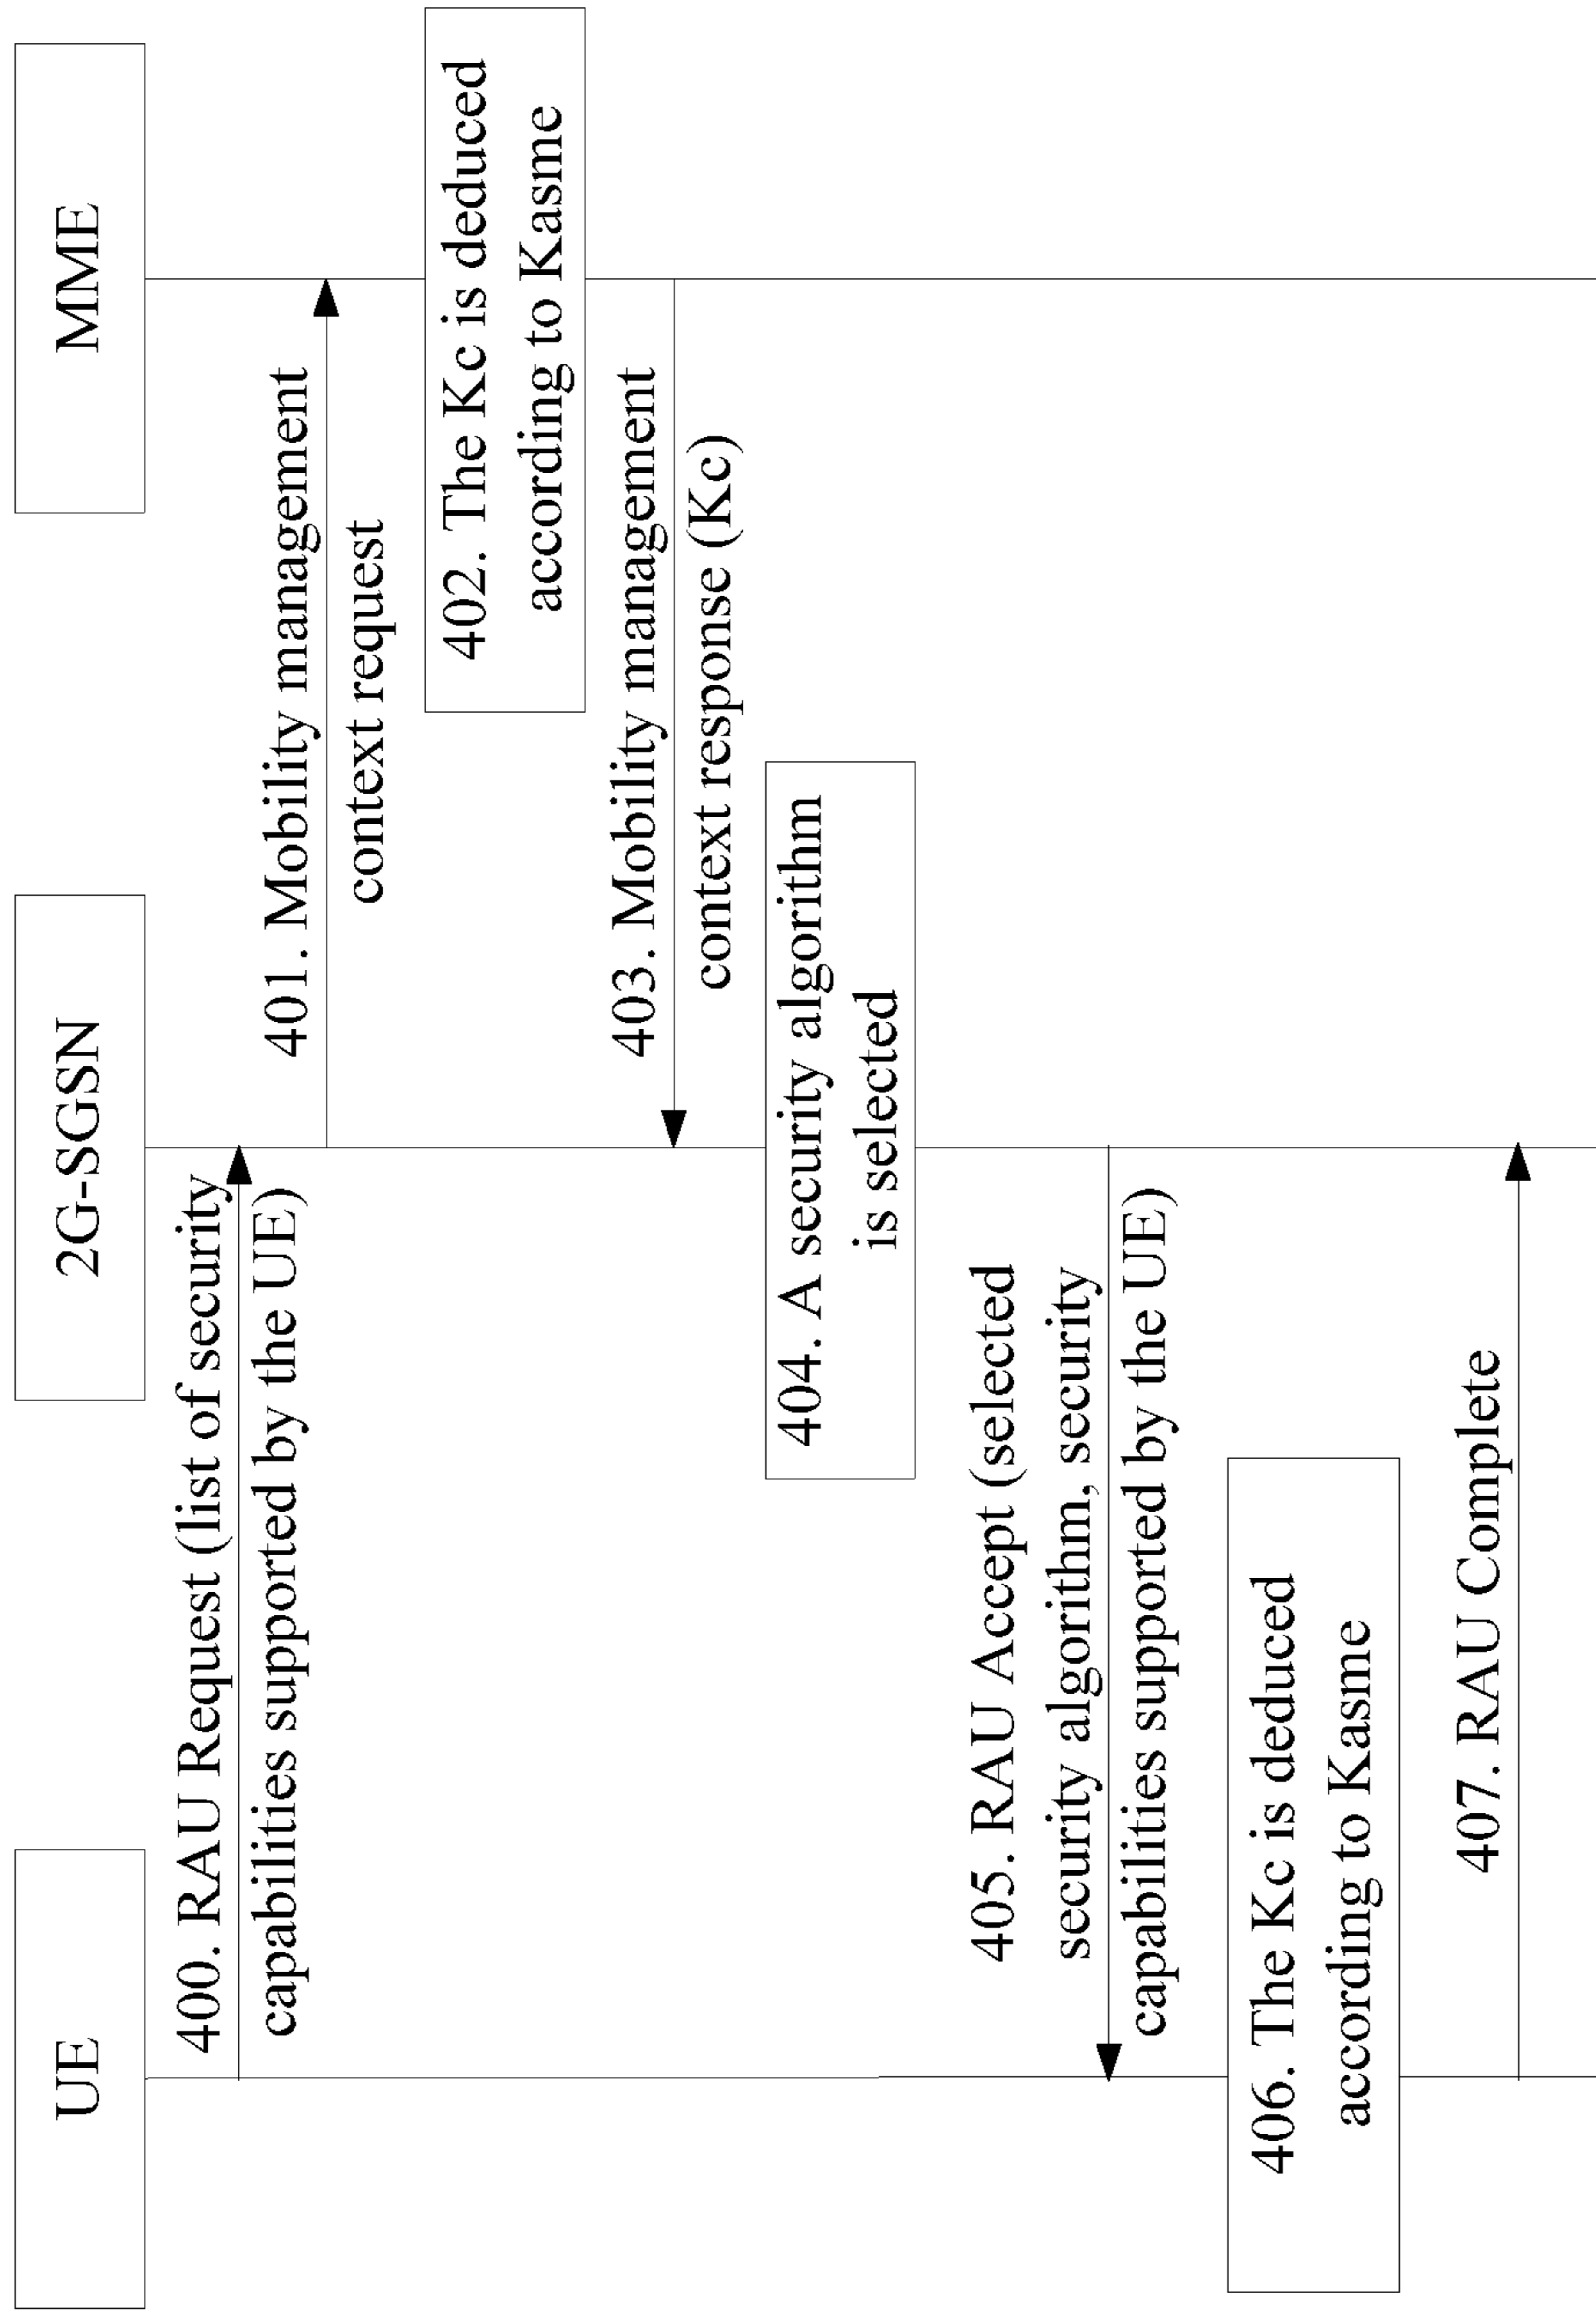 UE
2G-SGSN
MME
400. RAU Request (list of security
capabilities supported by the UE)
401. Mobility management
context request
402. The Kc is deduced
according to Kasme
403. Mobility management
context response (Kc)
404. A security algorithm
is selected
405. RAU Accept (selected
security algorithm, security
capabilities supported by the UE)
406. The Kc is deduced
according to Kasme
407. RAU Complete